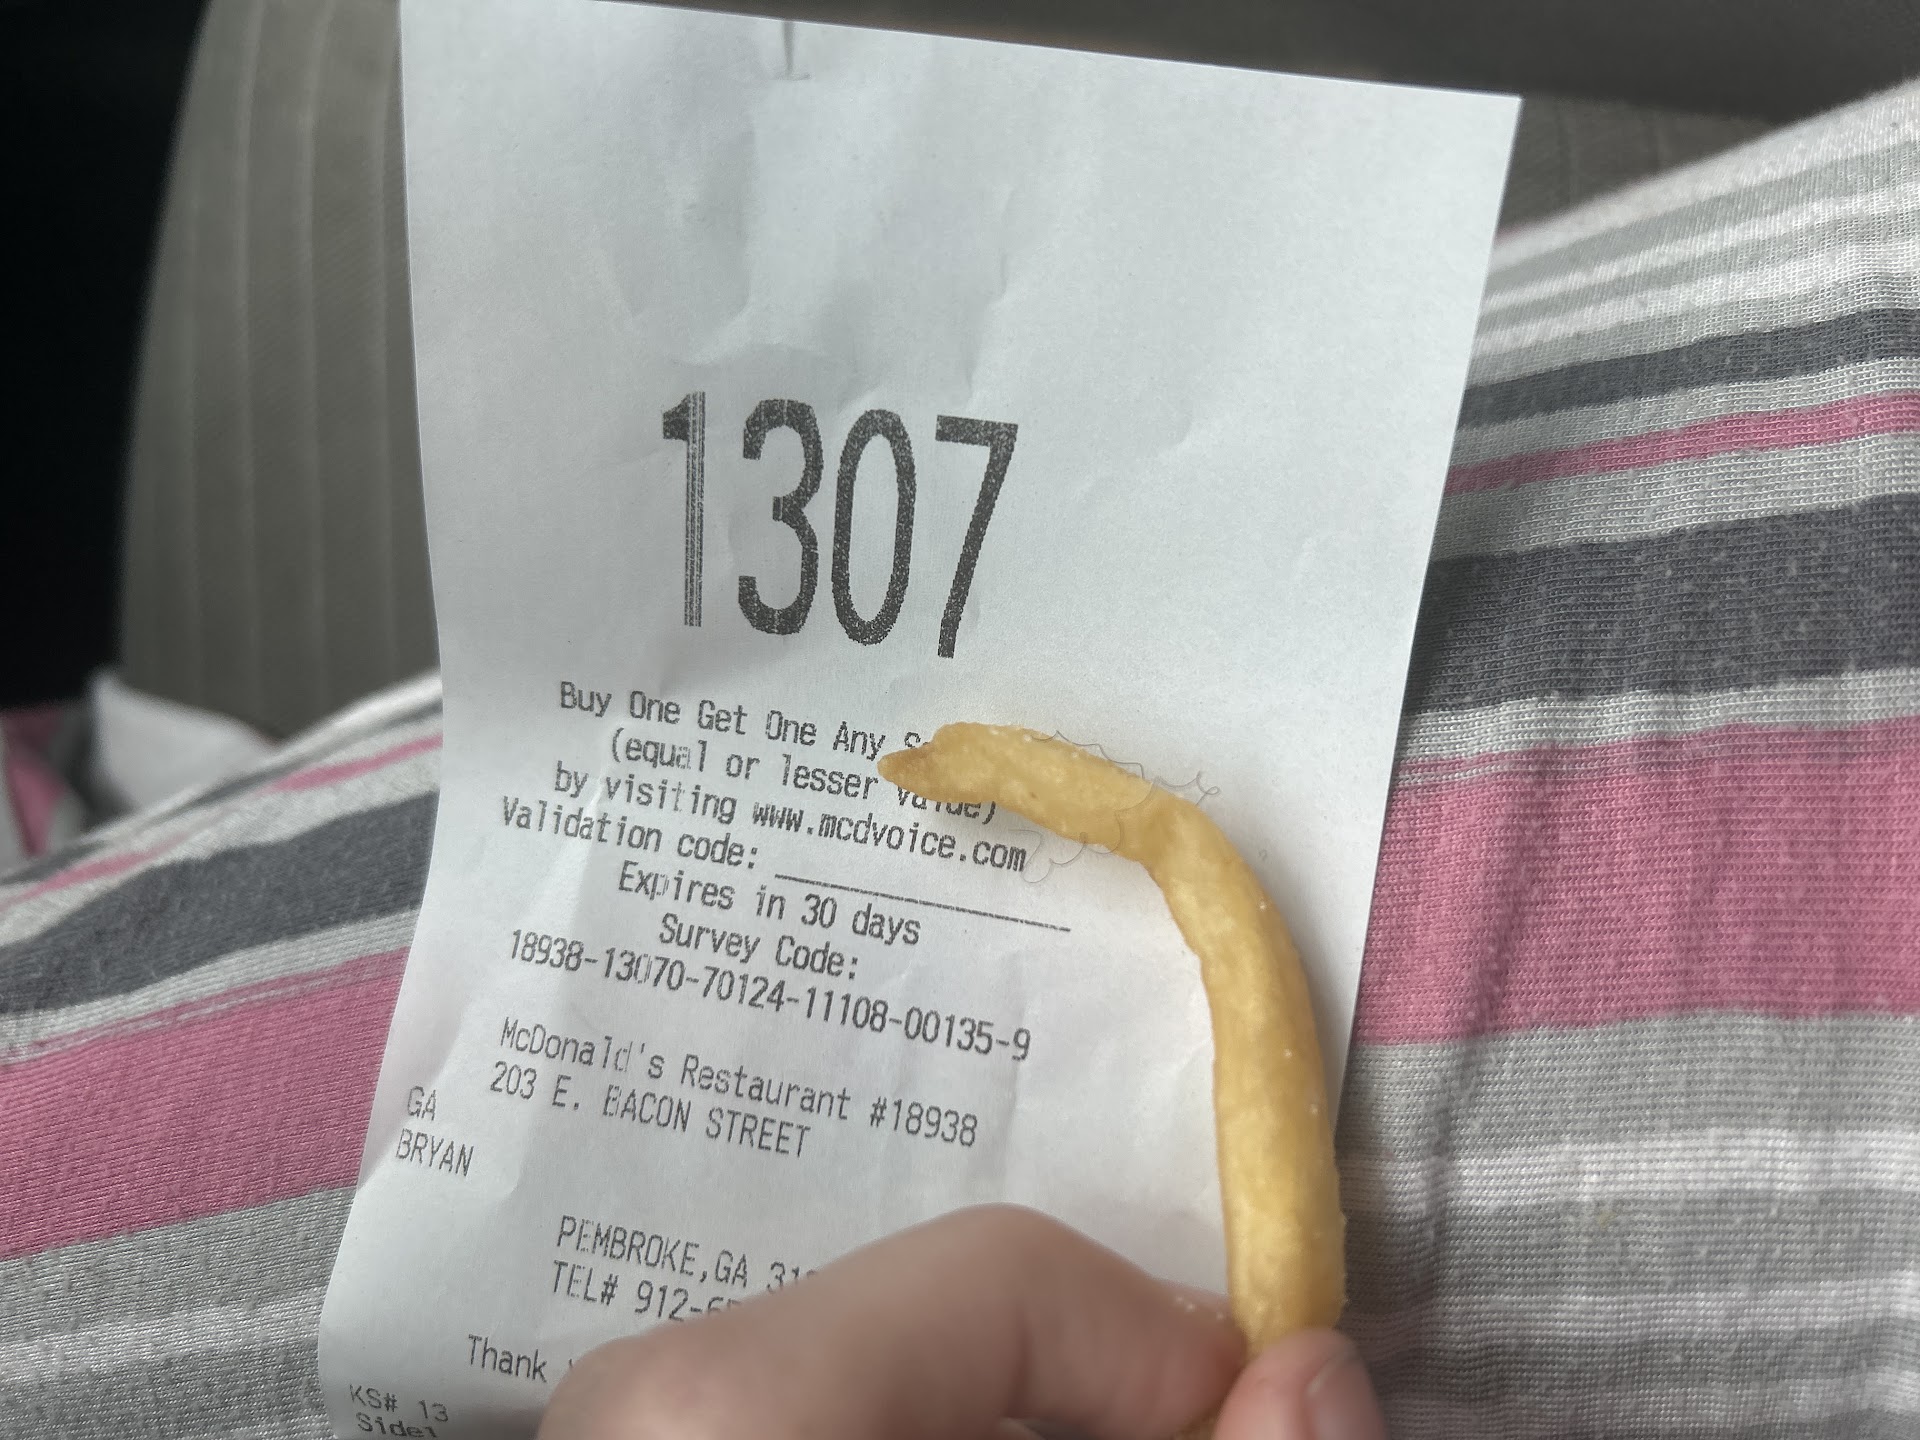 1307
Buy One Get One Any
(equal or lesser value)
by visiting www.mcdvoice.com
Validation code:
Expires in 30 days
Survey Code:
18938-13070-70124-11108-00135-9
McDonald's Restaurant #18938
203 E. BACON STREET
GA
BRYAN
PEMBROKE,GA
TEL# 912-
Thank
KS# 13
Side1